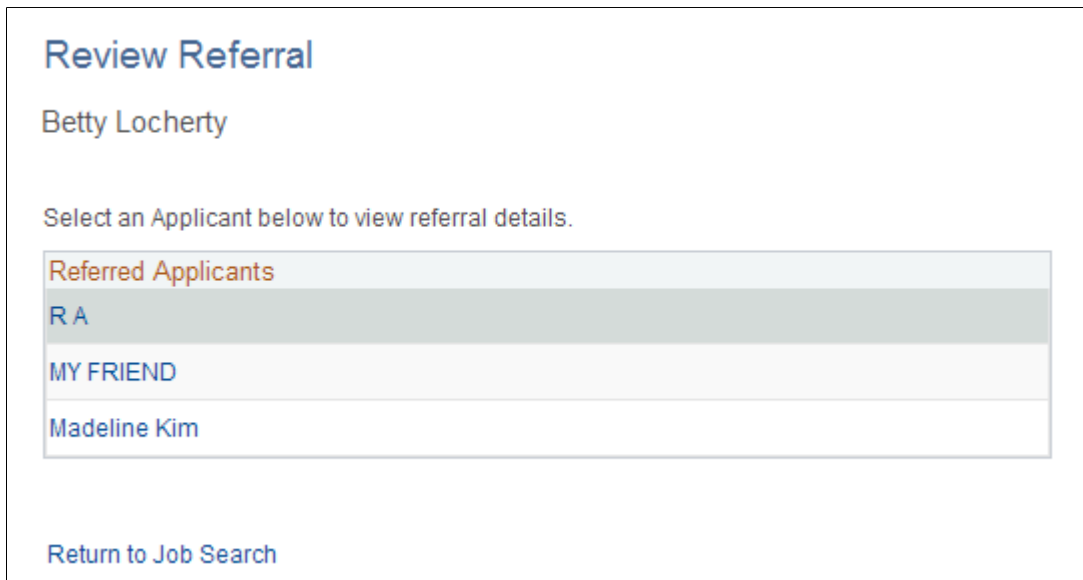 Review Referral
Betty Locherty
Select an Applicant below to view referral details.
Referred Applicants
R A
MY FRIEND
Madeline Kim
Return to Job Search